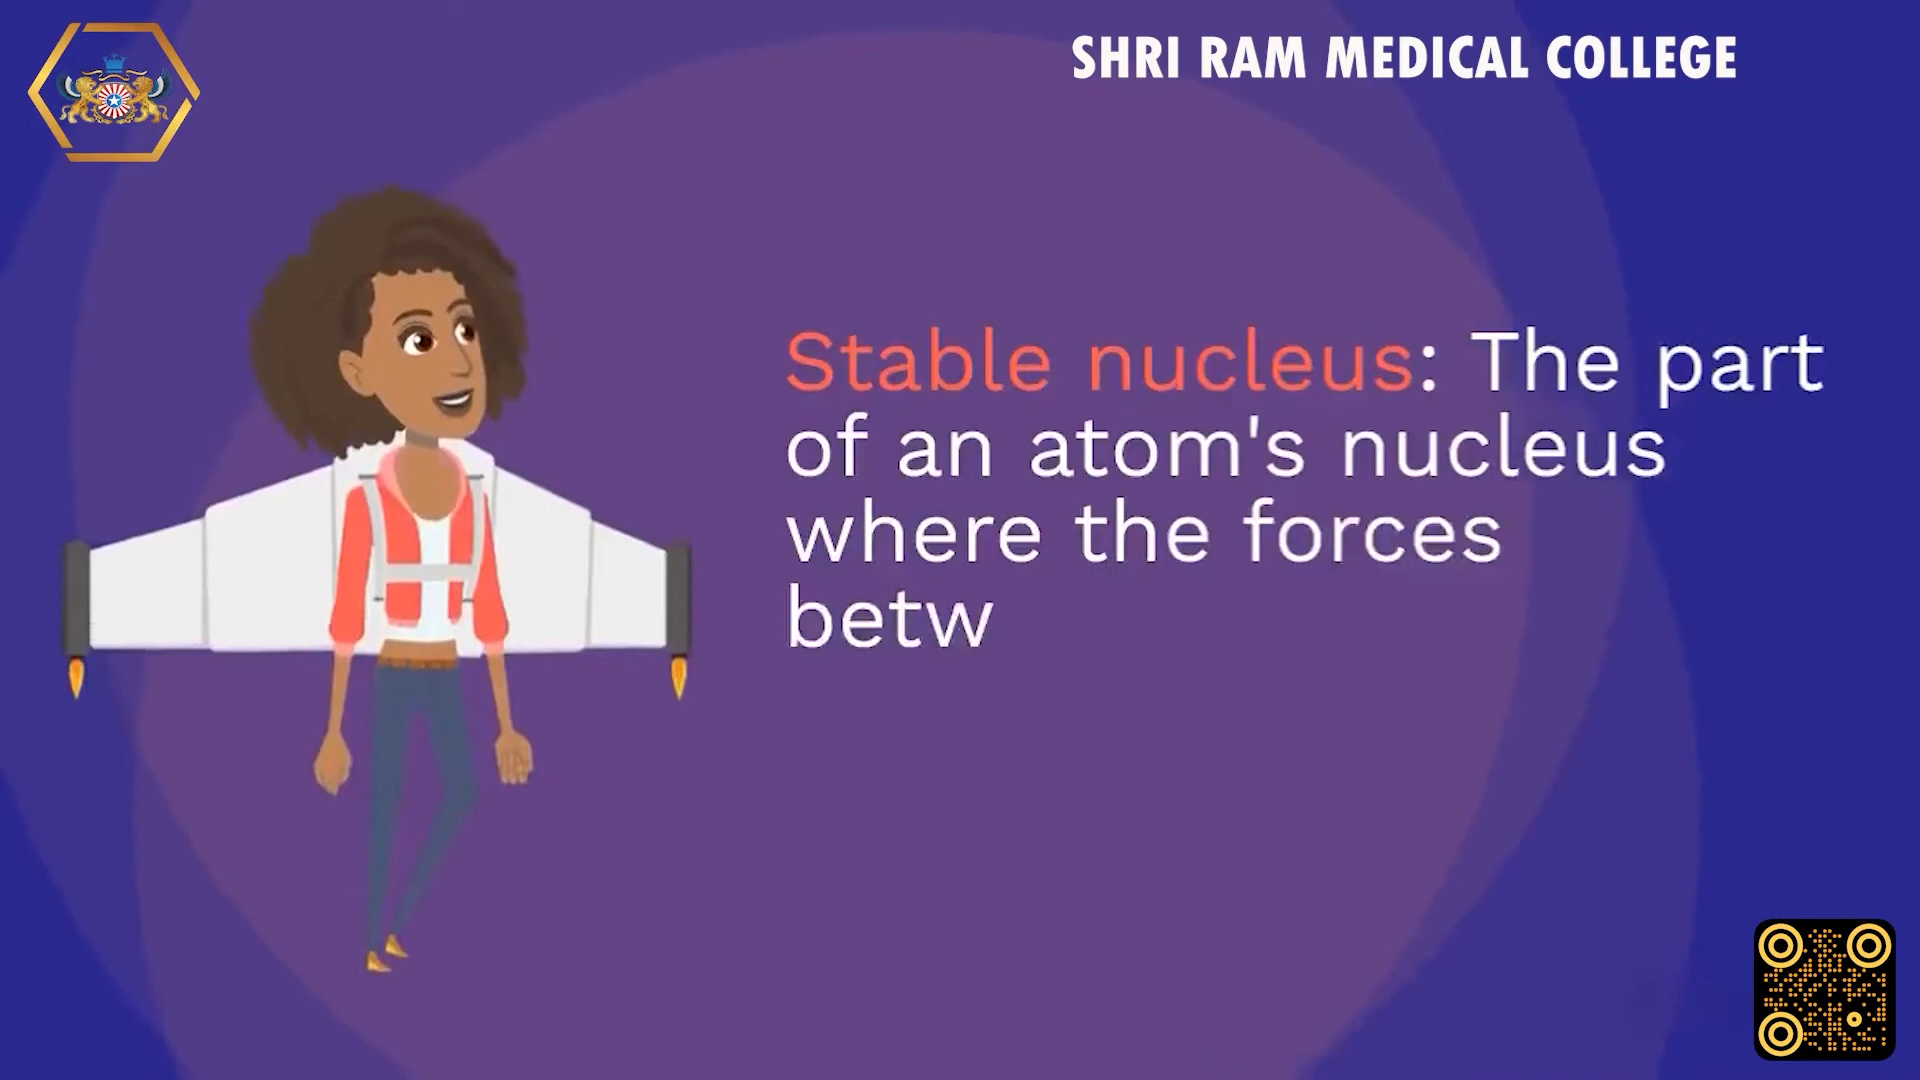 SHRI RAM MEDICAL COLLEGE
Stable nucleus: The part
of an atom's nucleus
where the forces
betw